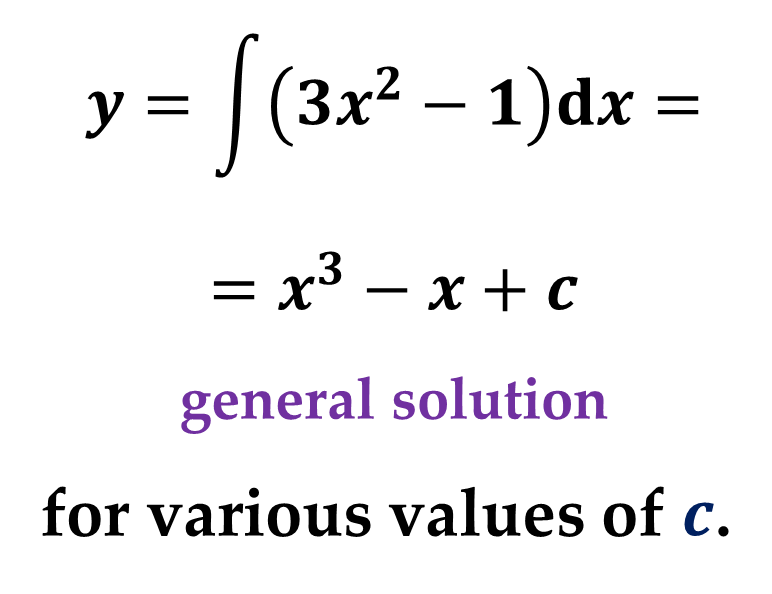 y = ∫(3x² − 1)dx =
= x³ − x + c
general solution
for various values of c.